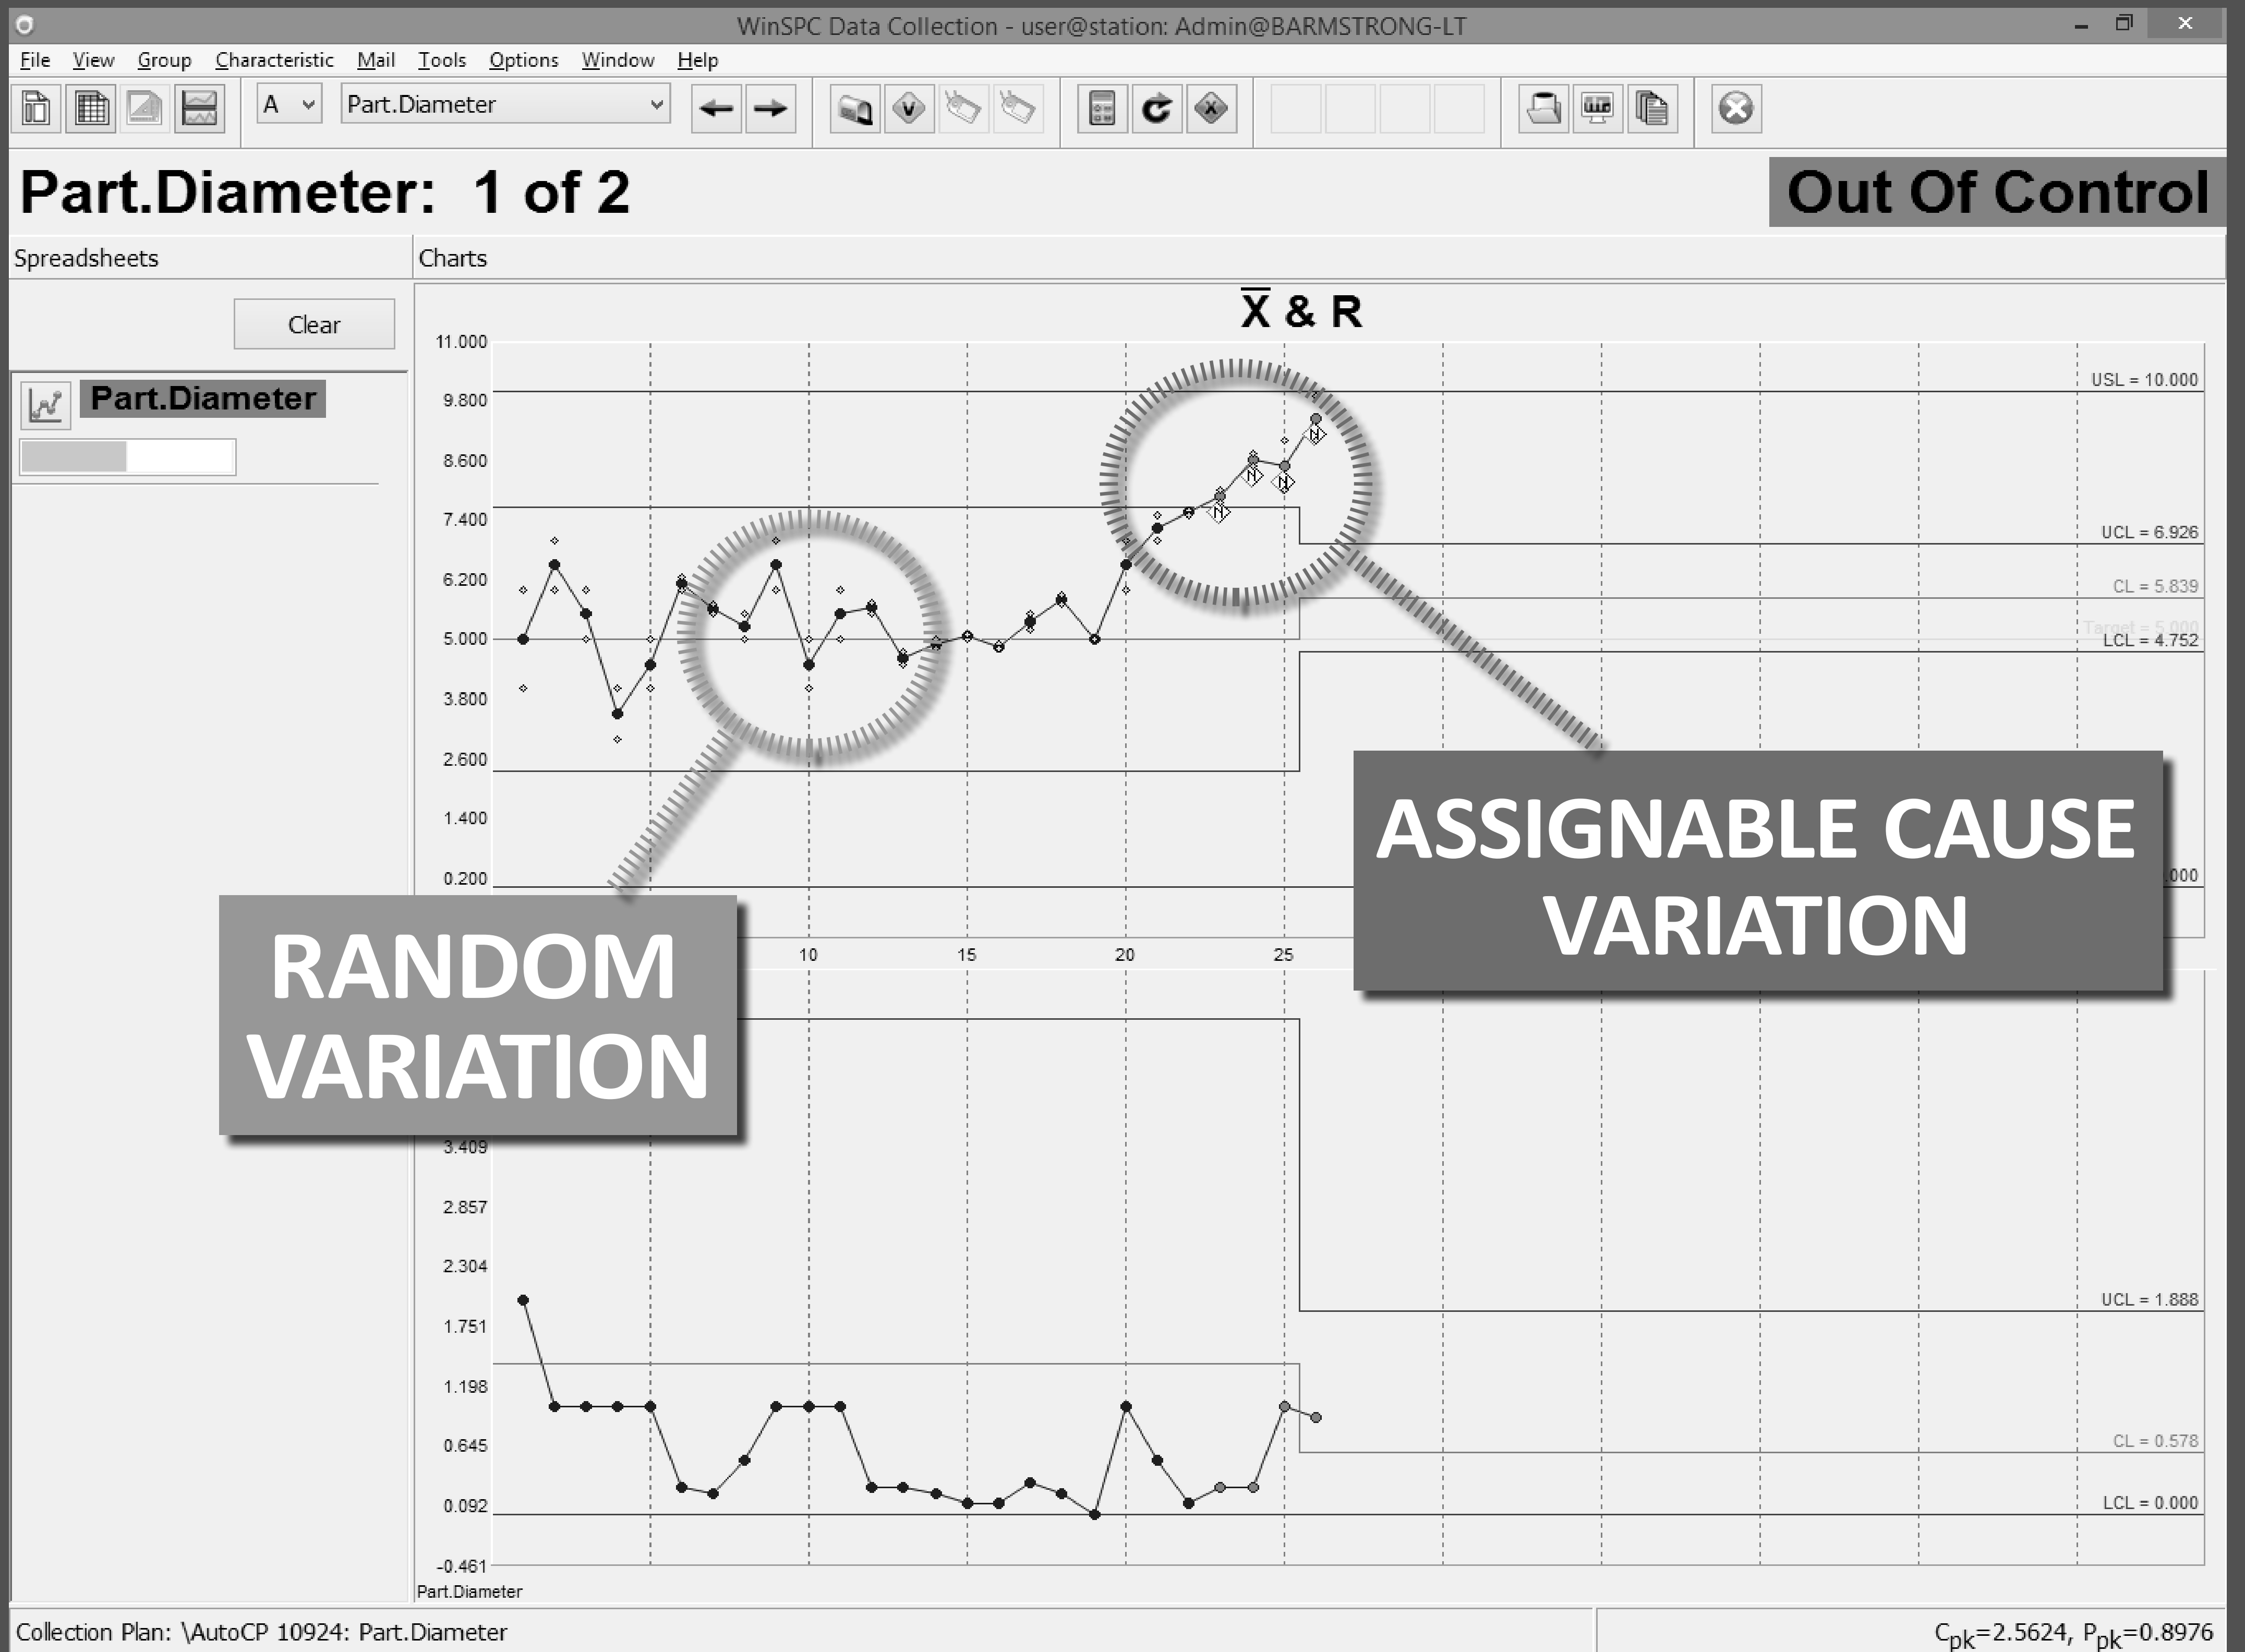 WinSPC Data Collection - user@station: Admin@BARMSTRONG-LT
File View Group Characteristic Mail Tools Options Window Help
A Part.Diameter
Part.Diameter: 1 of 2
Out Of Control
Spreadsheets
Charts
Clear
Part.Diameter
X̅ & R
11.000
9.800
8.600
7.400
6.200
5.000
3.800
2.600
1.400
0.200
USL = 10.000
UCL = 6.926
CL = 5.839
Target = 5.000
LCL = 4.752
.000
N
N
N
N
RANDOM
VARIATION
ASSIGNABLE CAUSE
VARIATION
10 15 20 25
3.409
2.857
2.304
1.751
1.198
0.645
0.092
-0.461
UCL = 1.888
CL = 0.578
LCL = 0.000
Part.Diameter
Collection Plan: \AutoCP 10924: Part.Diameter
Cpk=2.5624, Ppk=0.8976